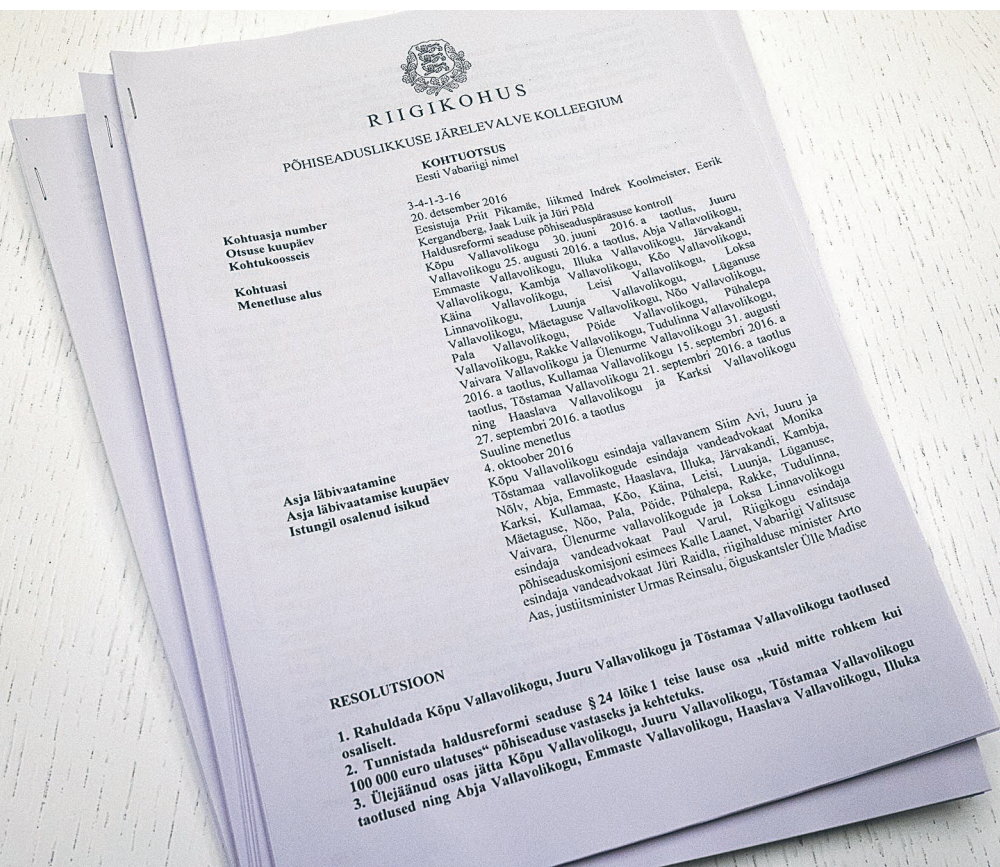 RIIGIKOHUS
PÕHISEADUSLIKKUSE JÄRELEVALVE KOLLEEGIUM
KOHTUOTSUS
Eesti Vabariigi nimel
Kohtuasja number
3-4-1-3-16
Otsuse kuupäev
20. detsember 2016
Kohtukoosseis
Eesistuja Priit Pikamäe, liikmed Indrek Koolmeister, Eerik
Kergandberg, Jaak Luik ja Jüri Põld
Kohtuasi
Haldusreformi seaduse põhiseaduspärasuse kontroll
Menetluse alus
Kõpu Vallavolikogu 30. juuni 2016. a taotlus, Juuru
Vallavolikogu 25. augusti 2016. a taotlus, Abja Vallavolikogu,
Emmaste Vallavolikogu, Illuka Vallavolikogu, Järvakandi
Vallavolikogu, Kambja Vallavolikogu, Kõo Vallavolikogu,
Käina Vallavolikogu, Leisi Vallavolikogu, Loksa
Linnavolikogu, Luunja Vallavolikogu, Lüganuse
Vallavolikogu, Mäetaguse Vallavolikogu, Nõo Vallavolikogu,
Pala Vallavolikogu, Pöide Vallavolikogu, Pühalepa
Vallavolikogu, Rakke Vallavolikogu, Tudulinna Vallavolikogu,
Vaivara Vallavolikogu ja Ülenurme Vallavolikogu 31. augusti
2016. a taotlus, Kullamaa Vallavolikogu 15. septembri 2016. a
taotlus, Tõstamaa Vallavolikogu 21. septembri 2016. a taotlus
ning Haaslava Vallavolikogu ja Karksi Vallavolikogu
27. septembri 2016. a taotlus
Asja läbivaatamine
Suuline menetlus
Asja läbivaatamise kuupäev
4. oktoober 2016
Istungil osalenud isikud
Kõpu Vallavolikogu esindaja vallavanem Siim Avi, Juuru ja
Tõstamaa vallavolikogude esindaja vandeadvokaat Monika
Nõlv, Abja, Emmaste, Haaslava, Illuka, Järvakandi, Kambja,
Karksi, Kullamaa, Kõo, Käina, Leisi, Luunja, Lüganuse,
Mäetaguse, Nõo, Pala, Pöide, Pühalepa, Rakke, Tudulinna,
Vaivara, Ülenurme vallavolikogude ja Loksa Linnavolikogu
esindaja vandeadvokaat Paul Varul, Riigikogu esindaja
põhiseaduskomisjoni esimees Kalle Laanet, Vabariigi Valitsuse
esindaja vandeadvokaat Jüri Raidla, riigihalduse minister Arto
Aas, justiitsminister Urmas Reinsalu, õiguskantsler Ülle Madise
RESOLUTSIOON
1. Rahuldada Kõpu Vallavolikogu, Juuru Vallavolikogu ja Tõstamaa Vallavolikogu taotlused
osaliselt.
2. Tunnistada haldusreformi seaduse § 24 lõike 1 teise lause osa „kuid mitte rohkem kui
100 000 euro ulatuses“ põhiseaduse vastaseks ja kehtetuks.
3. Ülejäänud osas jätta Kõpu Vallavolikogu, Juuru Vallavolikogu, Tõstamaa Vallavolikogu
taotlused ning Abja Vallavolikogu, Emmaste Vallavolikogu, Haaslava Vallavolikogu, Illuka